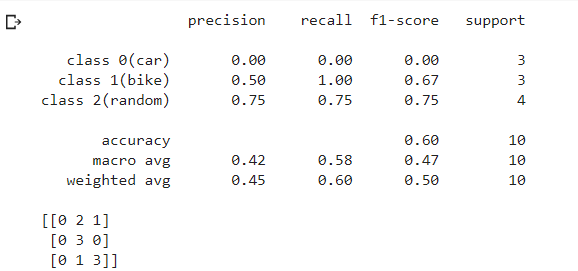 precision recall f1-score support
class 0(car) 0.00 0.00 0.00 3
class 1(bike) 0.50 1.00 0.67 3
class 2(random) 0.75 0.75 0.75 4
accuracy 0.60 10
macro avg 0.42 0.58 0.47 10
weighted avg 0.45 0.60 0.50 10
[[0 2 1]
[0 3 0]
[0 1 3]]